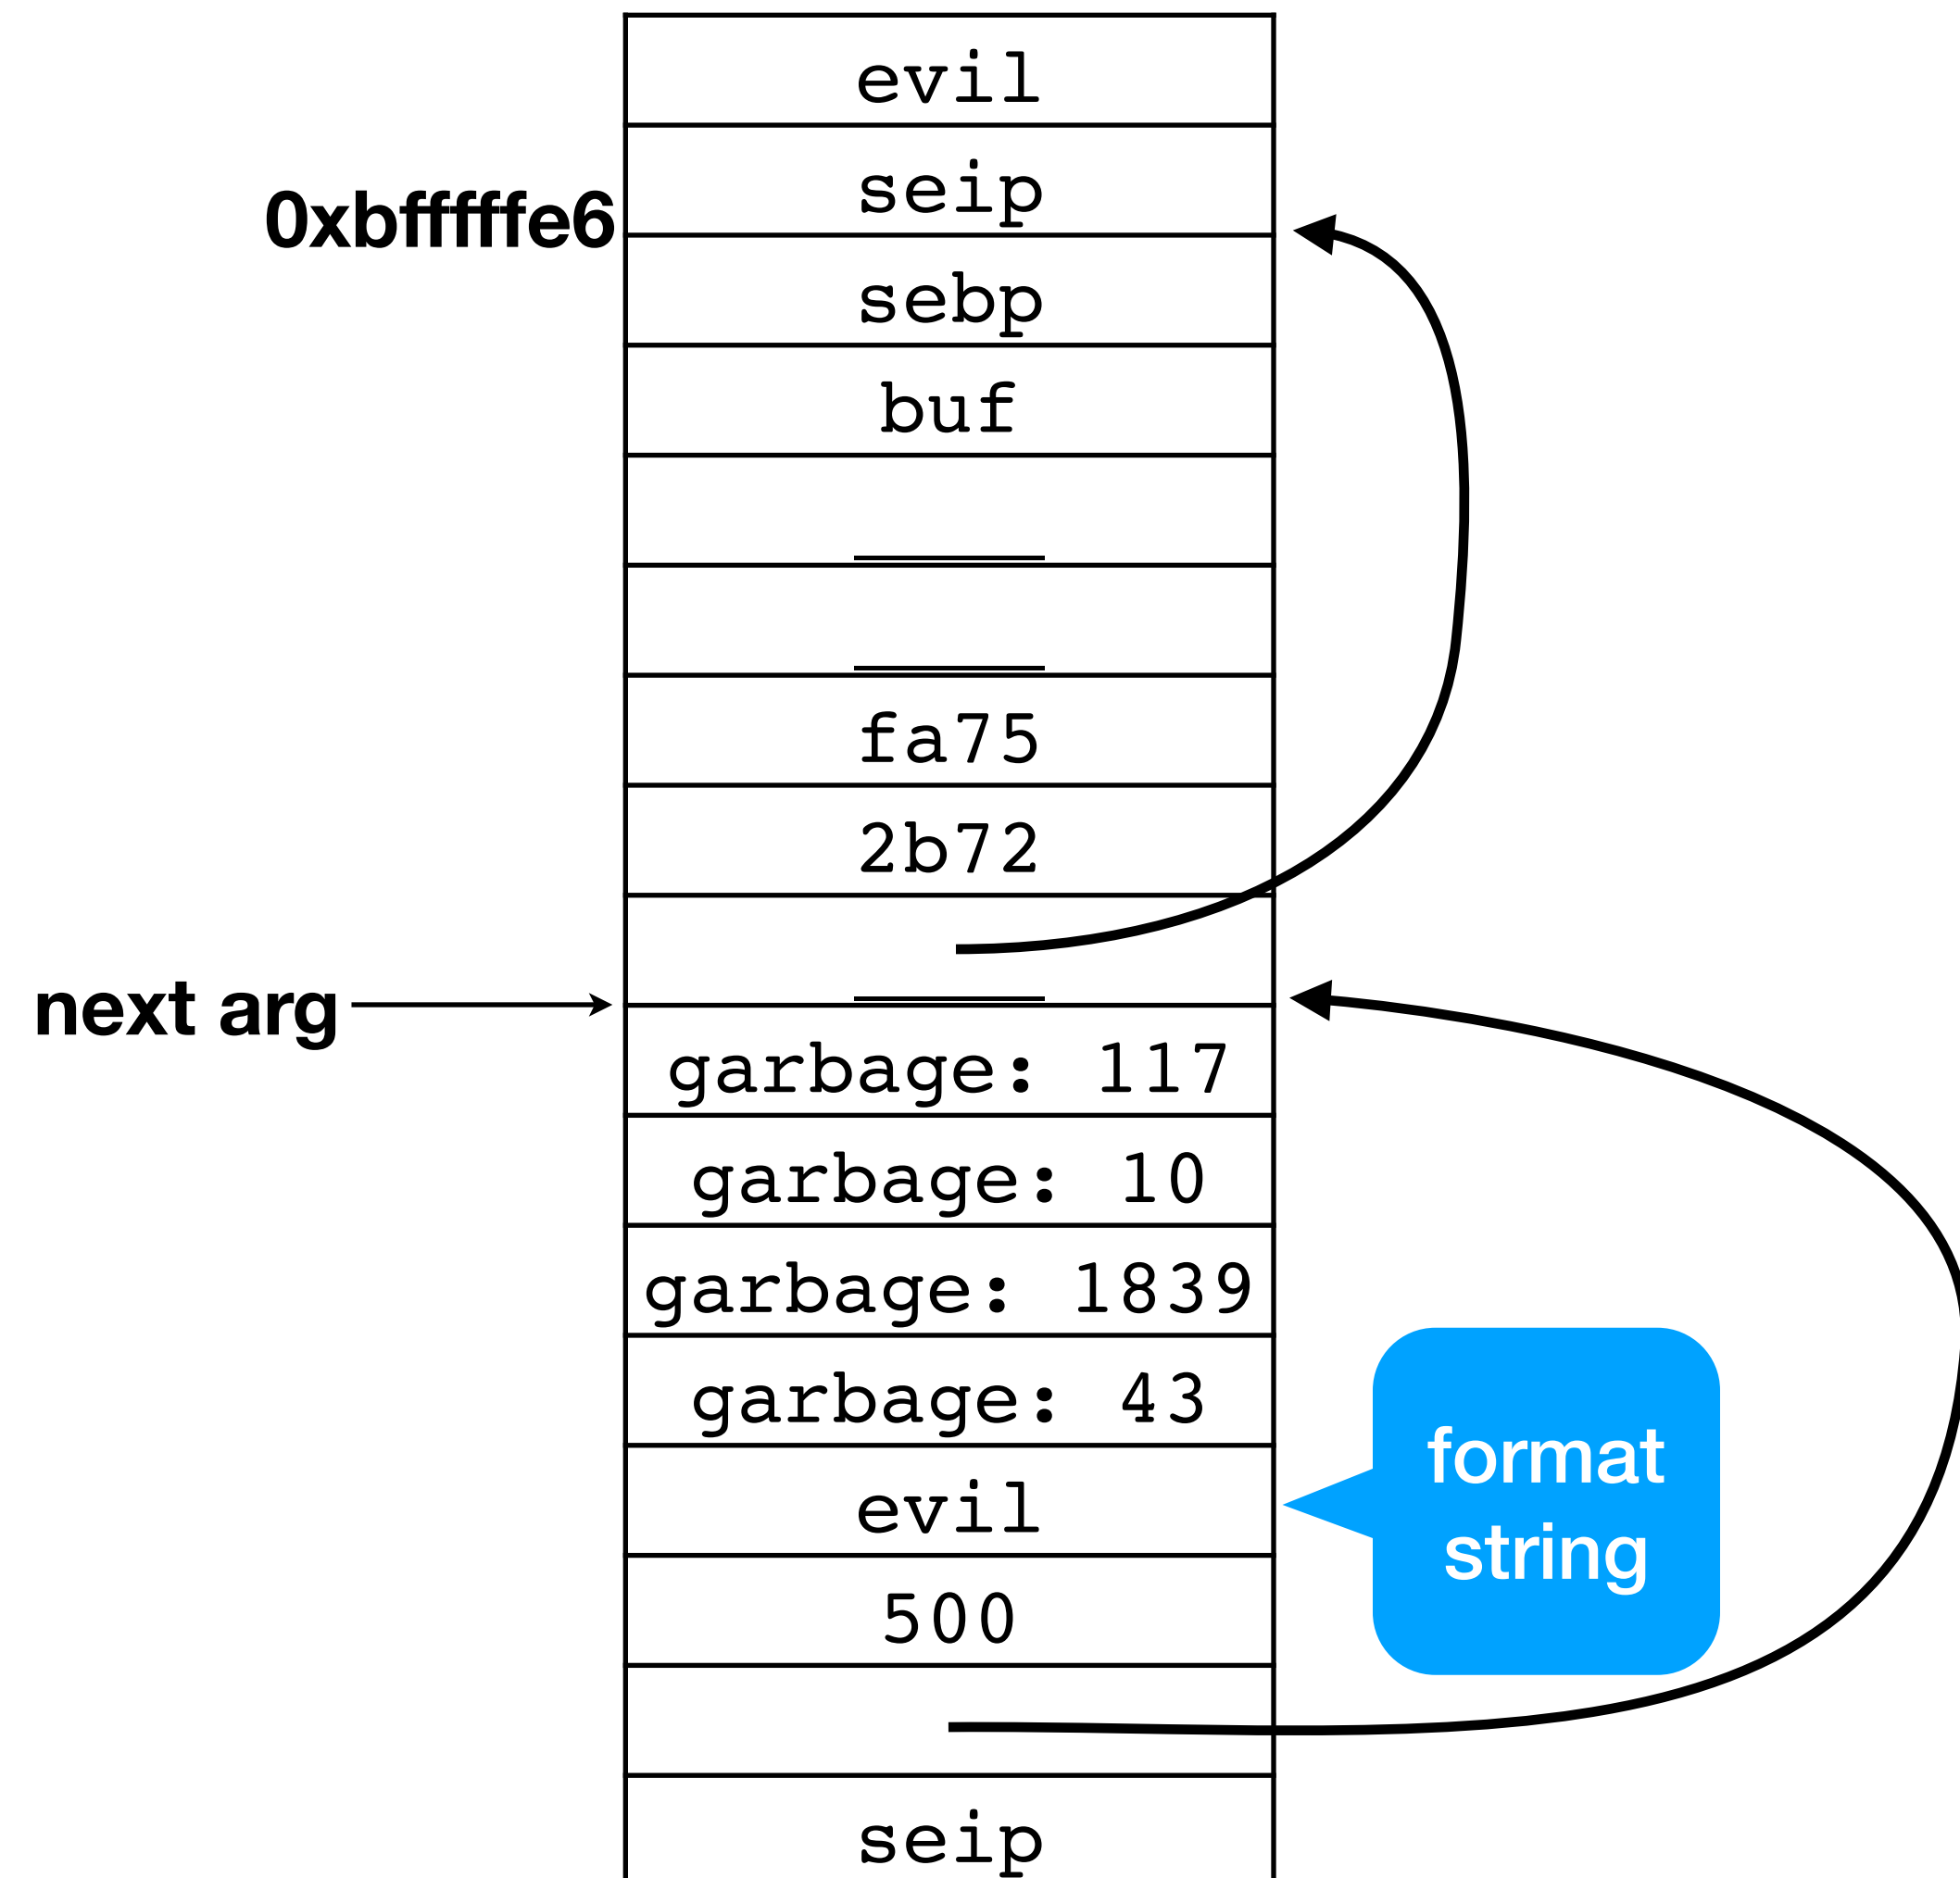 evil
seip
0xbfffffe6
sebp
buf
fa75
2b72
next arg
garbage: 117
garbage: 10
garbage: 1839
garbage: 43
evil
format
string
500
seip